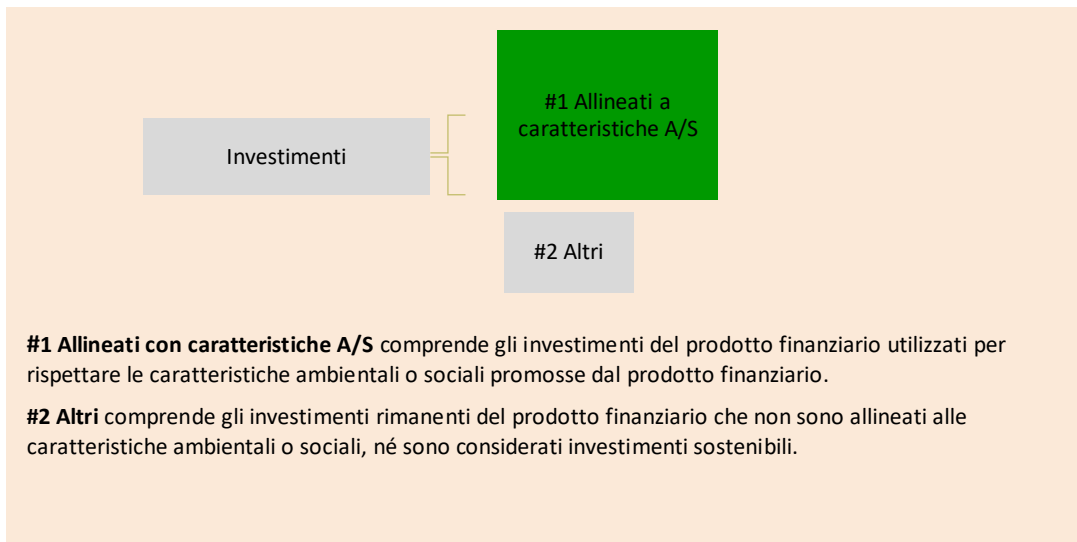 #1 Allineati a
caratteristiche A/S
Investimenti
#2 Altri
#1 Allineati con caratteristiche A/S comprende gli investimenti del prodotto finanziario utilizzati per
rispettare le caratteristiche ambientali o sociali promosse dal prodotto finanziario.
#2 Altri comprende gli investimenti rimanenti del prodotto finanziario che non sono allineati alle
caratteristiche ambientali o sociali, né sono considerati investimenti sostenibili.